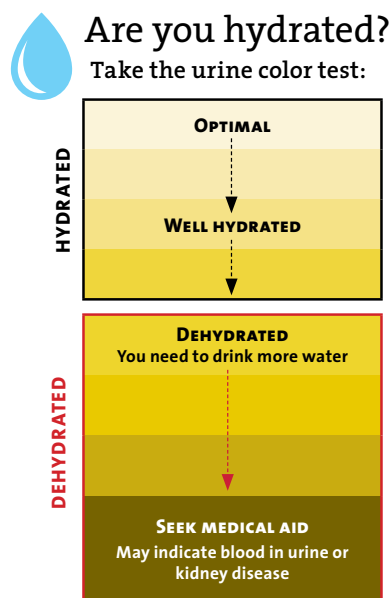 Are you hydrated?
Take the urine color test:
HYDRATED
OPTIMAL
WELL HYDRATED
DEHYDRATED
DEHYDRATED
You need to drink more water
SEEK MEDICAL AID
May indicate blood in urine or
kidney disease